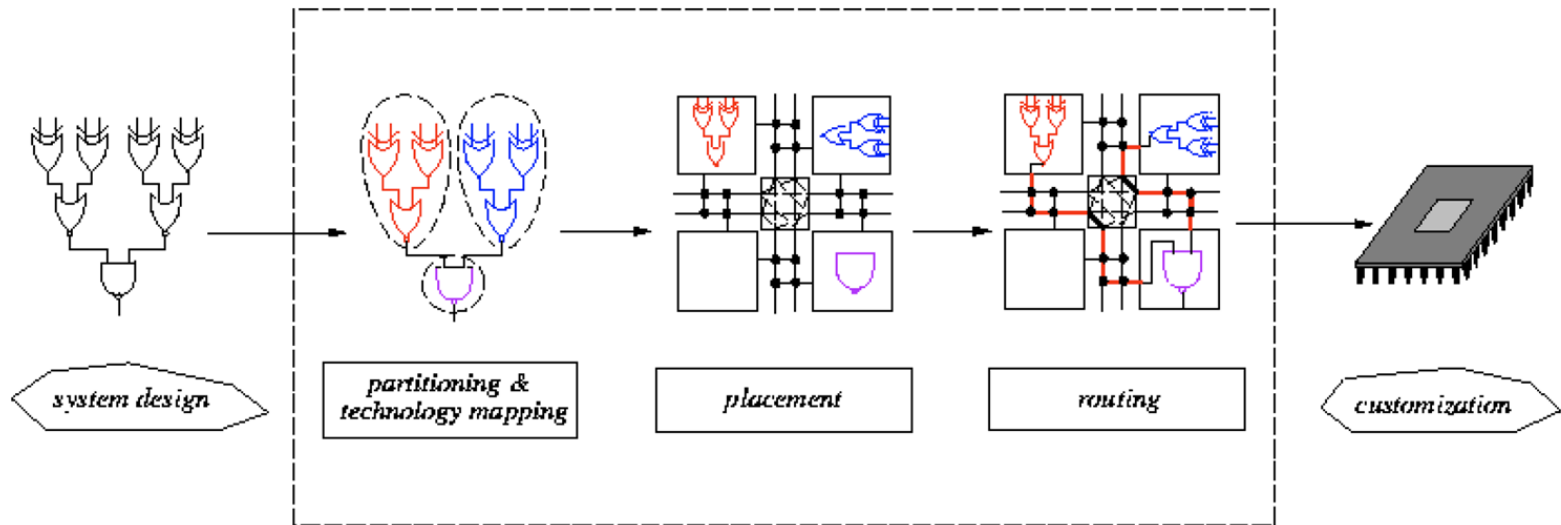 system design
partitioning &
technology mapping
placement
routing
customization